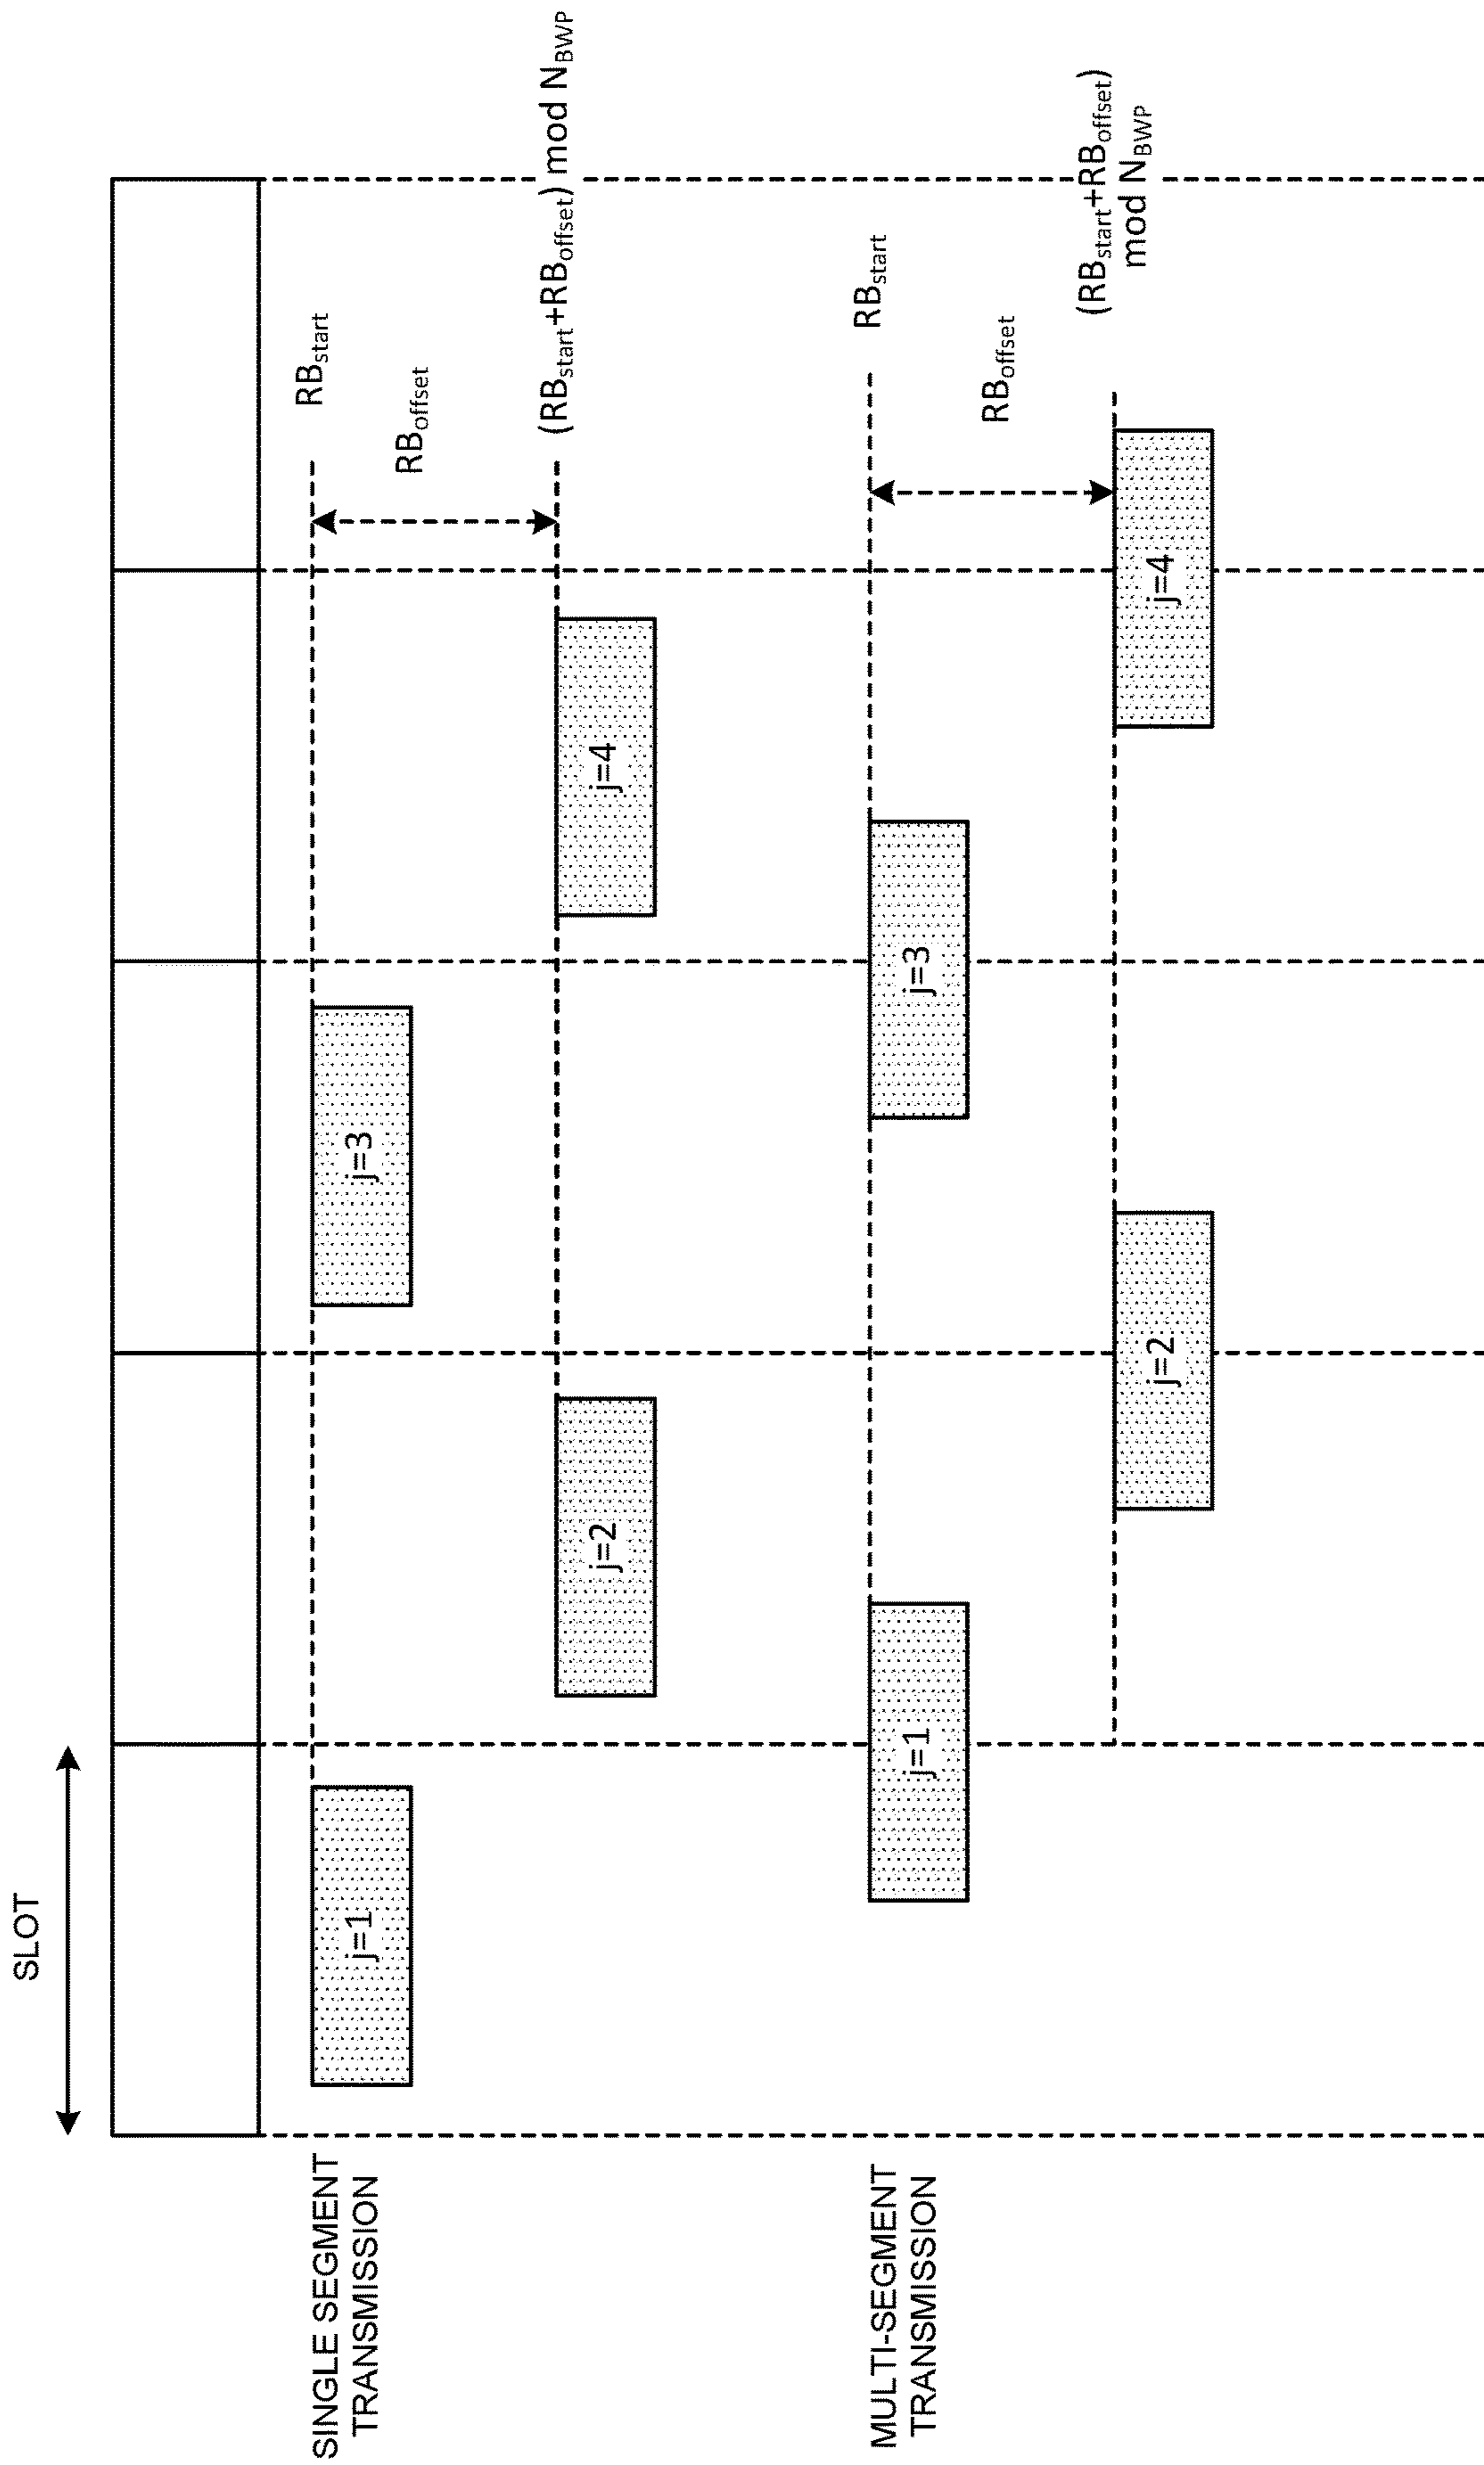 SLOT
SINGLE SEGMENT
TRANSMISSION
j=1
j=2
j=3
j=4
RBstart
RBoffset
(RBstart+RBoffset) mod NBWP
MULTI-SEGMENT
TRANSMISSION
j=1
j=2
j=3
j=4
RBstart
RBoffset
(RBstart+RBoffset)
mod NBWP